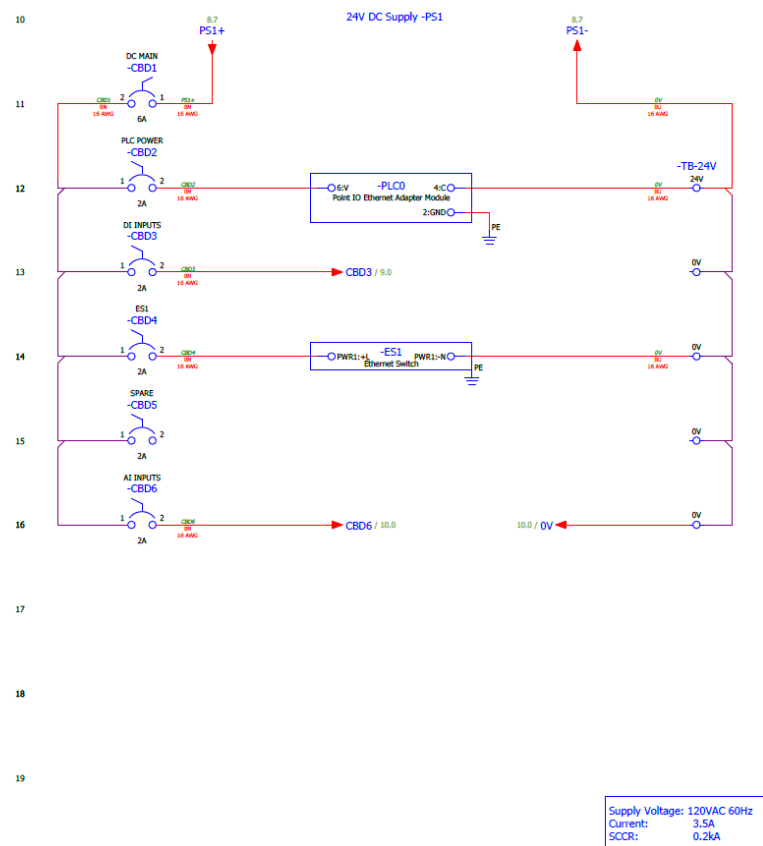 10
8.7
PS1+
24V DC Supply -PS1
8.7
PS1-
DC MAIN
-CBD1
11
CBD1
BN
16 AWG
2
1
6A
PS1+
BN
16 AWG
0V
BU
16 AWG
PLC POWER
-CBD2
12
1
2
2A
CBD2
BN
16 AWG
6:V
-PLC0
4:C
Point IO Ethernet Adapter Module
2:GND
PE
0V
BU
16 AWG
-TB-24V
24V
DI INPUTS
-CBD3
13
1
2
2A
CBD3
BN
16 AWG
CBD3 / 9.0
0V
ES1
-CBD4
14
1
2
2A
CBD4
BN
16 AWG
PWR1:+L
-ES1
PWR1:-N
Ethernet Switch
PE
0V
BU
16 AWG
0V
SPARE
-CBD5
15
1
2
2A
0V
AI INPUTS
-CBD6
16
1
2
2A
CBD6
BN
16 AWG
CBD6 / 10.0
10.0 / 0V
0V
17
18
19
Supply Voltage: 120VAC 60Hz
Current: 3.5A
SCCR: 0.2kA